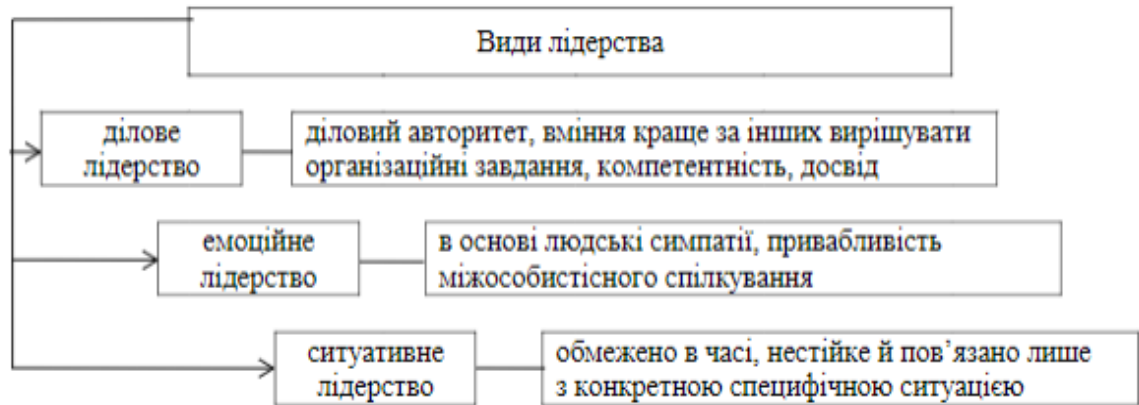 Види лідерства
ділове
лідерство
діловий авторитет, вміння краще за інших вирішувати
організаційні завдання, компетентність, досвід
емоційне
лідерство
в основі людські симпатії, привабливість
міжособистісного спілкування
ситуативне
лідерство
обмежено в часі, нестійке й пов’язано лише
з конкретною специфічною ситуацією